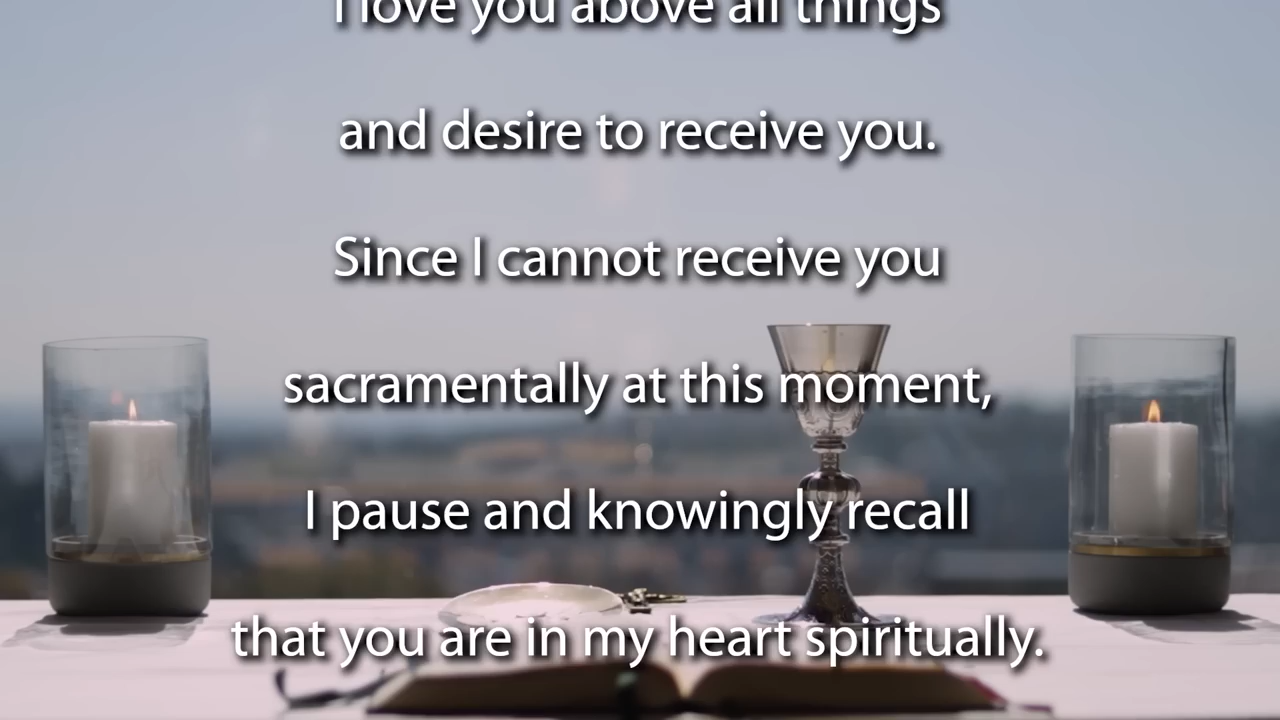 I love you above all things
and desire to receive you.
Since I cannot receive you
sacramentally at this moment,
I pause and knowingly recall
that you are in my heart spiritually.